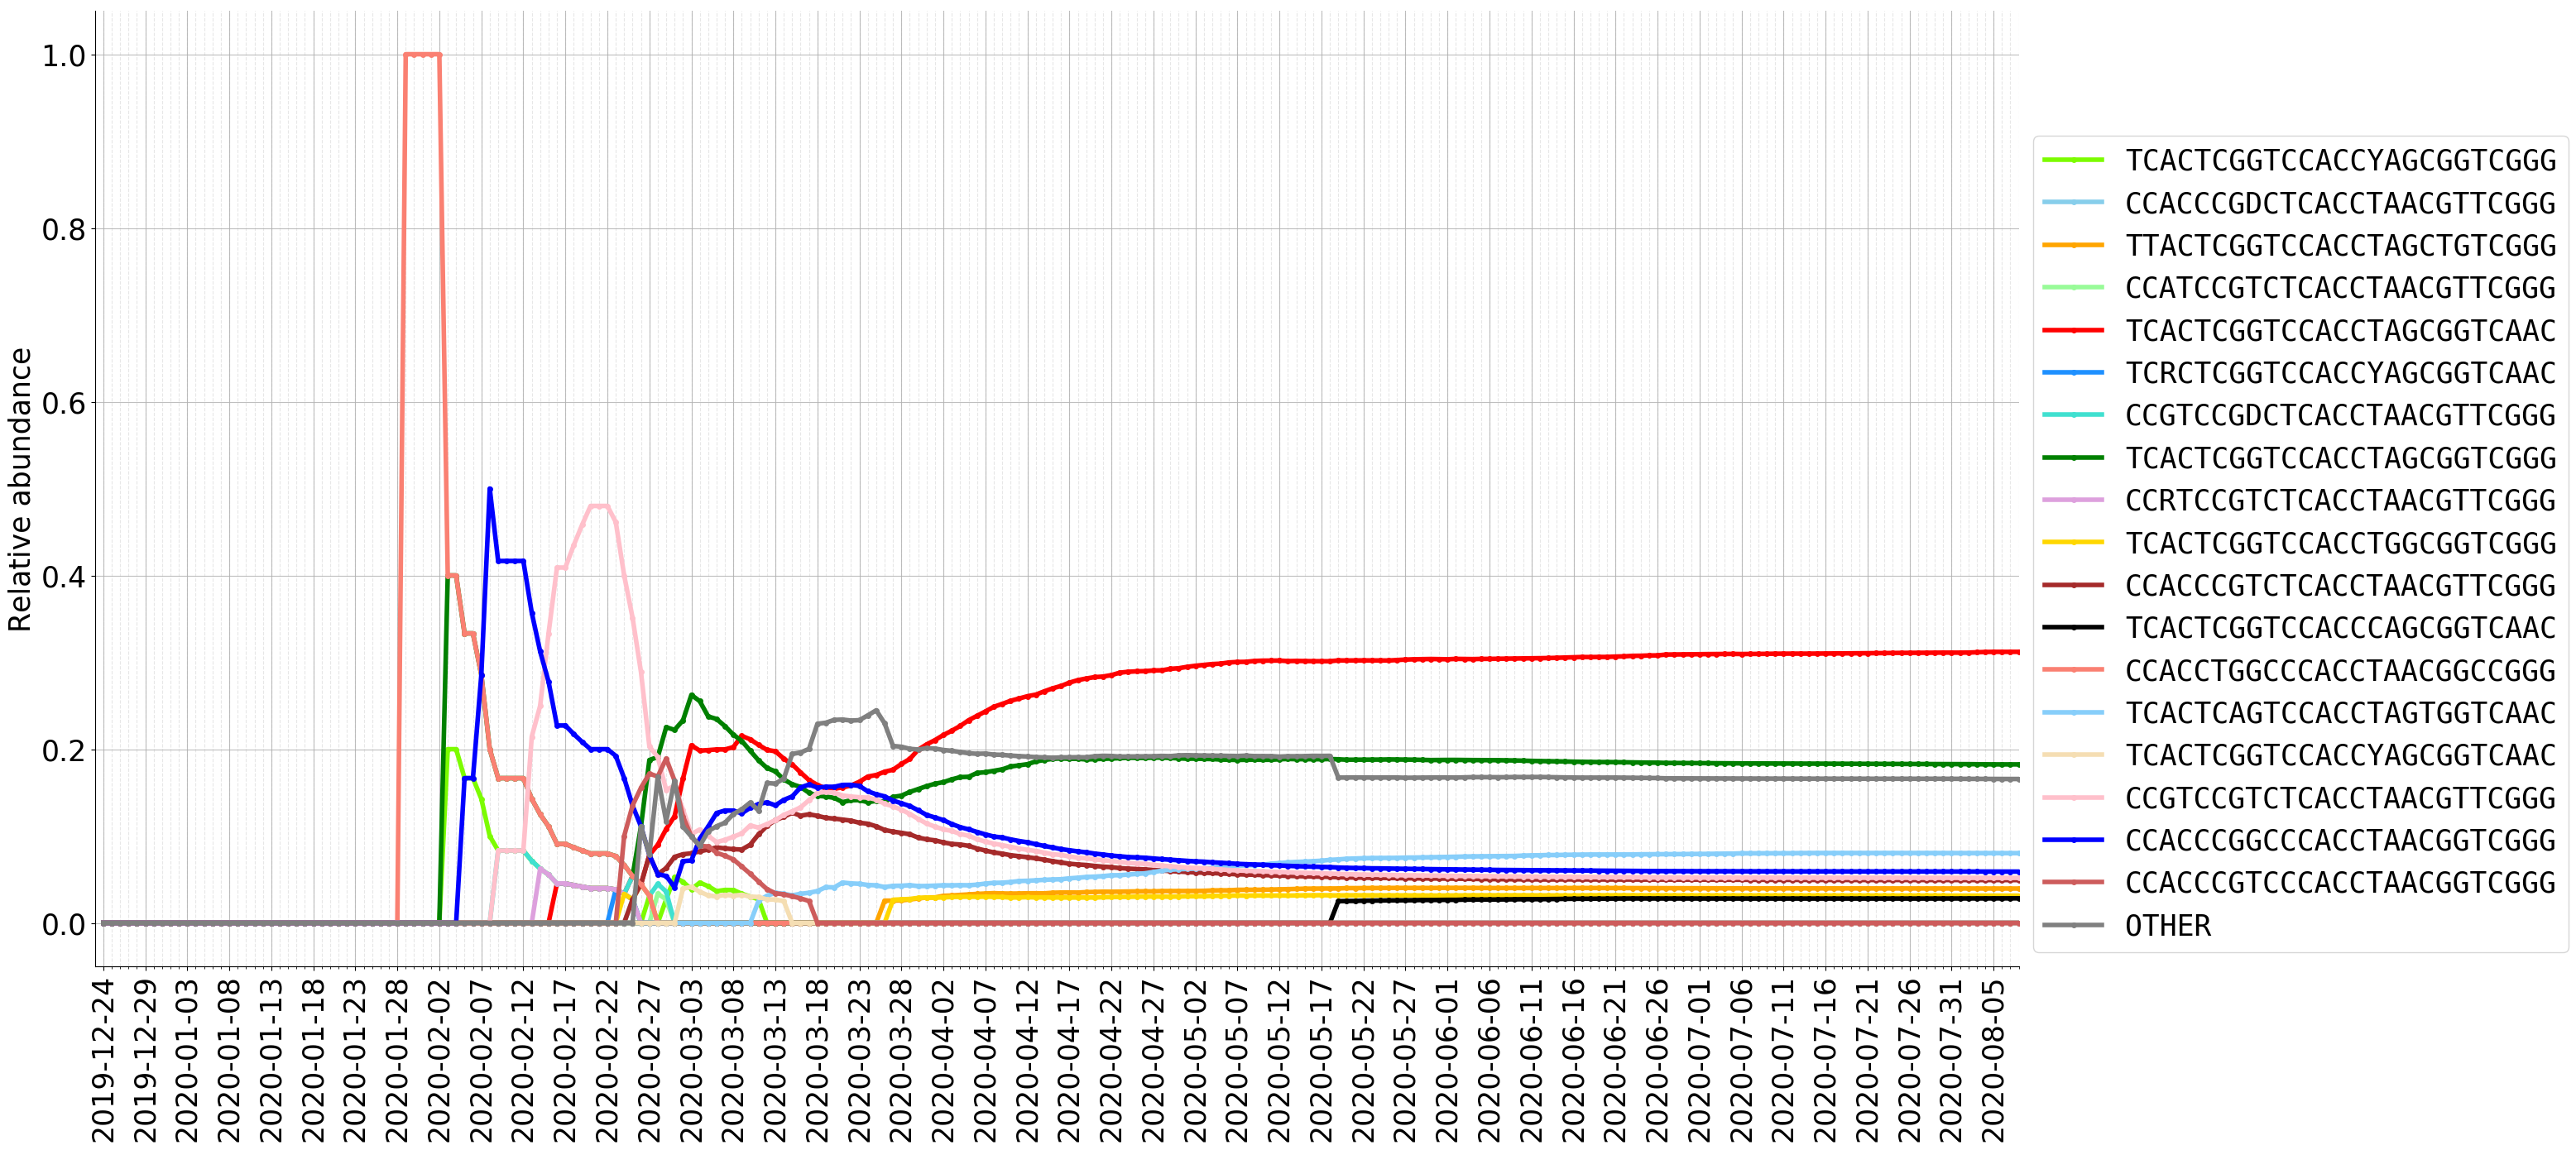 Relative abundance
1.0
0.8
0.6
0.4
0.2
0.0
2019-12-24
2019-12-29
2020-01-03
2020-01-08
2020-01-13
2020-01-18
2020-01-23
2020-01-28
2020-02-02
2020-02-07
2020-02-12
2020-02-17
2020-02-22
2020-02-27
2020-03-03
2020-03-08
2020-03-13
2020-03-18
2020-03-23
2020-03-28
2020-04-02
2020-04-07
2020-04-12
2020-04-17
2020-04-22
2020-04-27
2020-05-02
2020-05-07
2020-05-12
2020-05-17
2020-05-22
2020-05-27
2020-06-01
2020-06-06
2020-06-11
2020-06-16
2020-06-21
2020-06-26
2020-07-01
2020-07-06
2020-07-11
2020-07-16
2020-07-21
2020-07-26
2020-07-31
2020-08-05
TCACTCGGTCCACCYAGCGGTCGGG
CCACCCGDCTCACCTAACGTTCGGG
TTACTCGGTCCACCTAGCTGTCGGG
CCATCCGTCTCACCTAACGTTCGGG
TCACTCGGTCCACCTAGCGGTCAAC
TCRCTCGGTCCACCYAGCGGTCAAC
CCGTCCGDCTCACCTAACGTTCGGG
TCACTCGGTCCACCTAGCGGTCGGG
CCRTCCGTCTCACCTAACGTTCGGG
TCACTCGGTCCACCTGGCGGTCGGG
CCACCCGTCTCACCTAACGTTCGGG
TCACTCGGTCCACCCAGCGGTCAAC
CCACCTGGCCCACCTAACGGCCGGG
TCACTCAGTCCACCTAGTGGTCAAC
TCACTCGGTCCACCYAGCGGTCAAC
CCGTCCGTCTCACCTAACGTTCGGG
CCACCCGGCCCACCTAACGGTCGGG
CCACCCGTCCCACCTAACGGTCGGG
OTHER